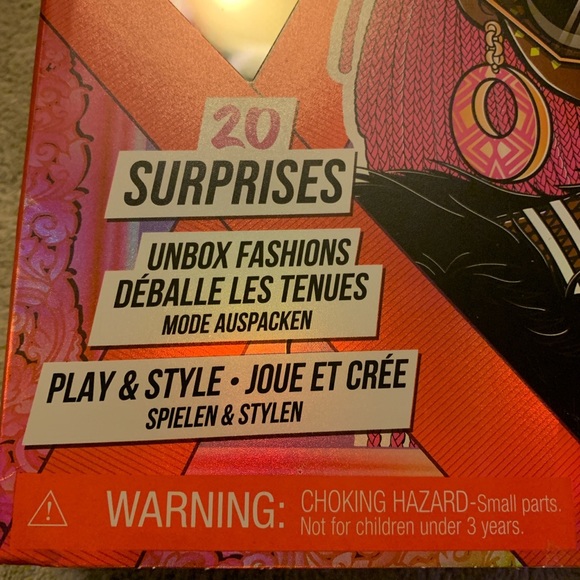 20
SURPRISES
UNBOX FASHIONS
DÉBALLE LES TENUES
MODE AUSPACKEN
PLAY & STYLE • JOUE ET CRÉE
SPIELEN & STYLEN
WARNING: CHOKING HAZARD-Small parts.
Not for children under 3 years.